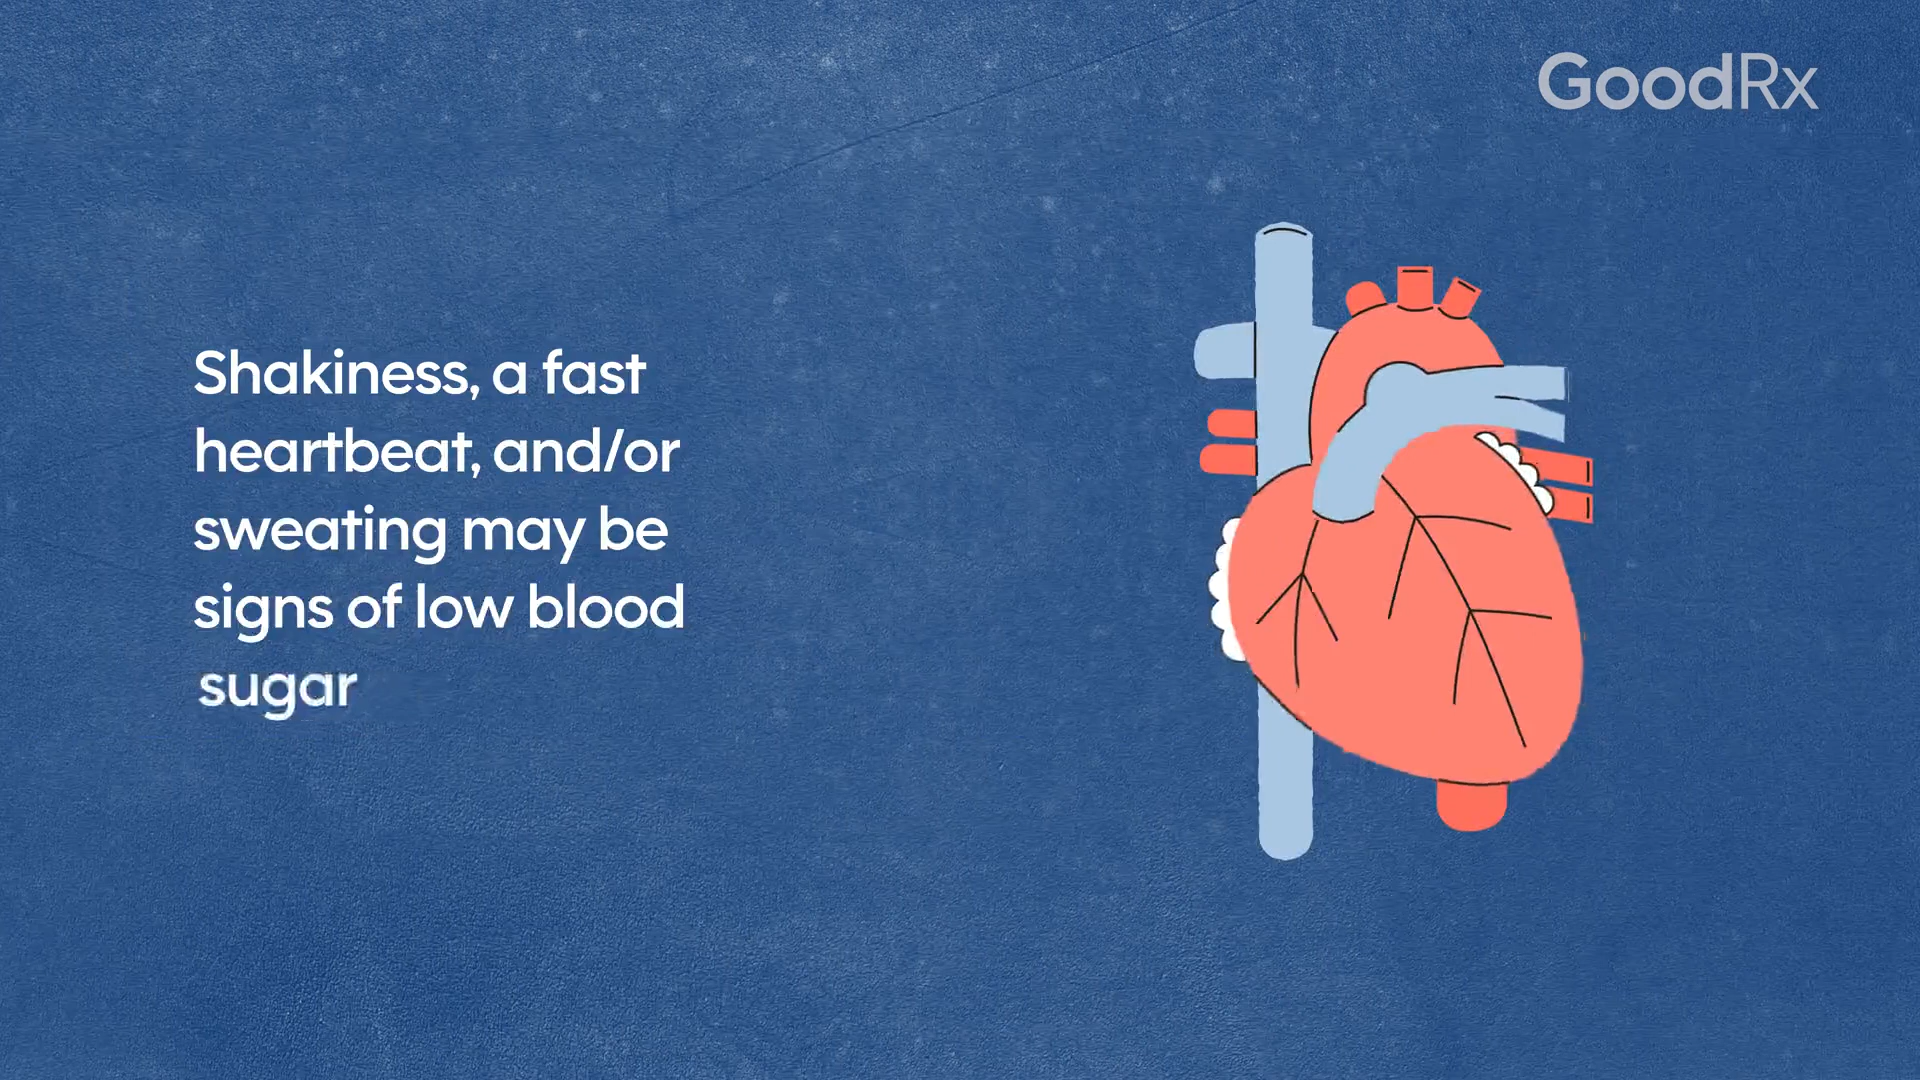 GoodRx
Shakiness, a fast
heartbeat, and/or
sweating may be
signs of low blood
sugar